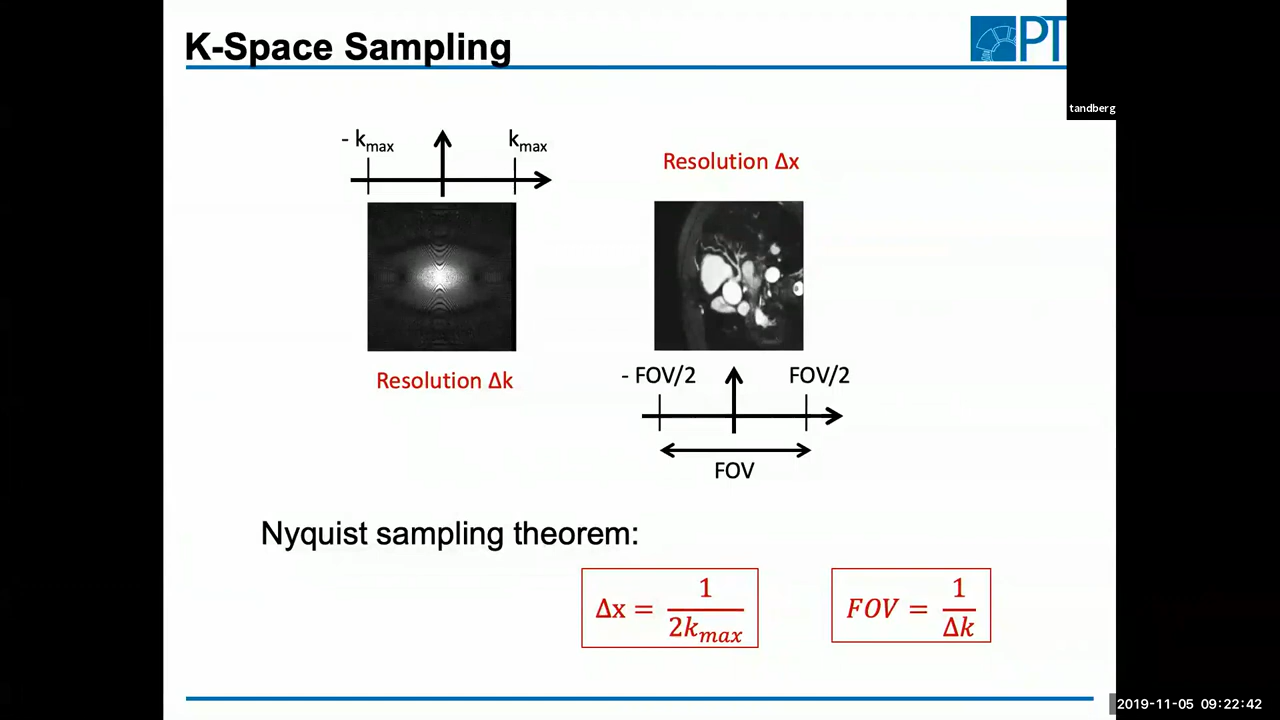 K-Space Sampling
PT
tandberg
- kmax
kmax
Resolution Δx
Resolution Δk
- FOV/2
FOV/2
FOV
Nyquist sampling theorem:
Δx = 1/2kmax
FOV = 1/Δk
2019-11-05 09:22:42